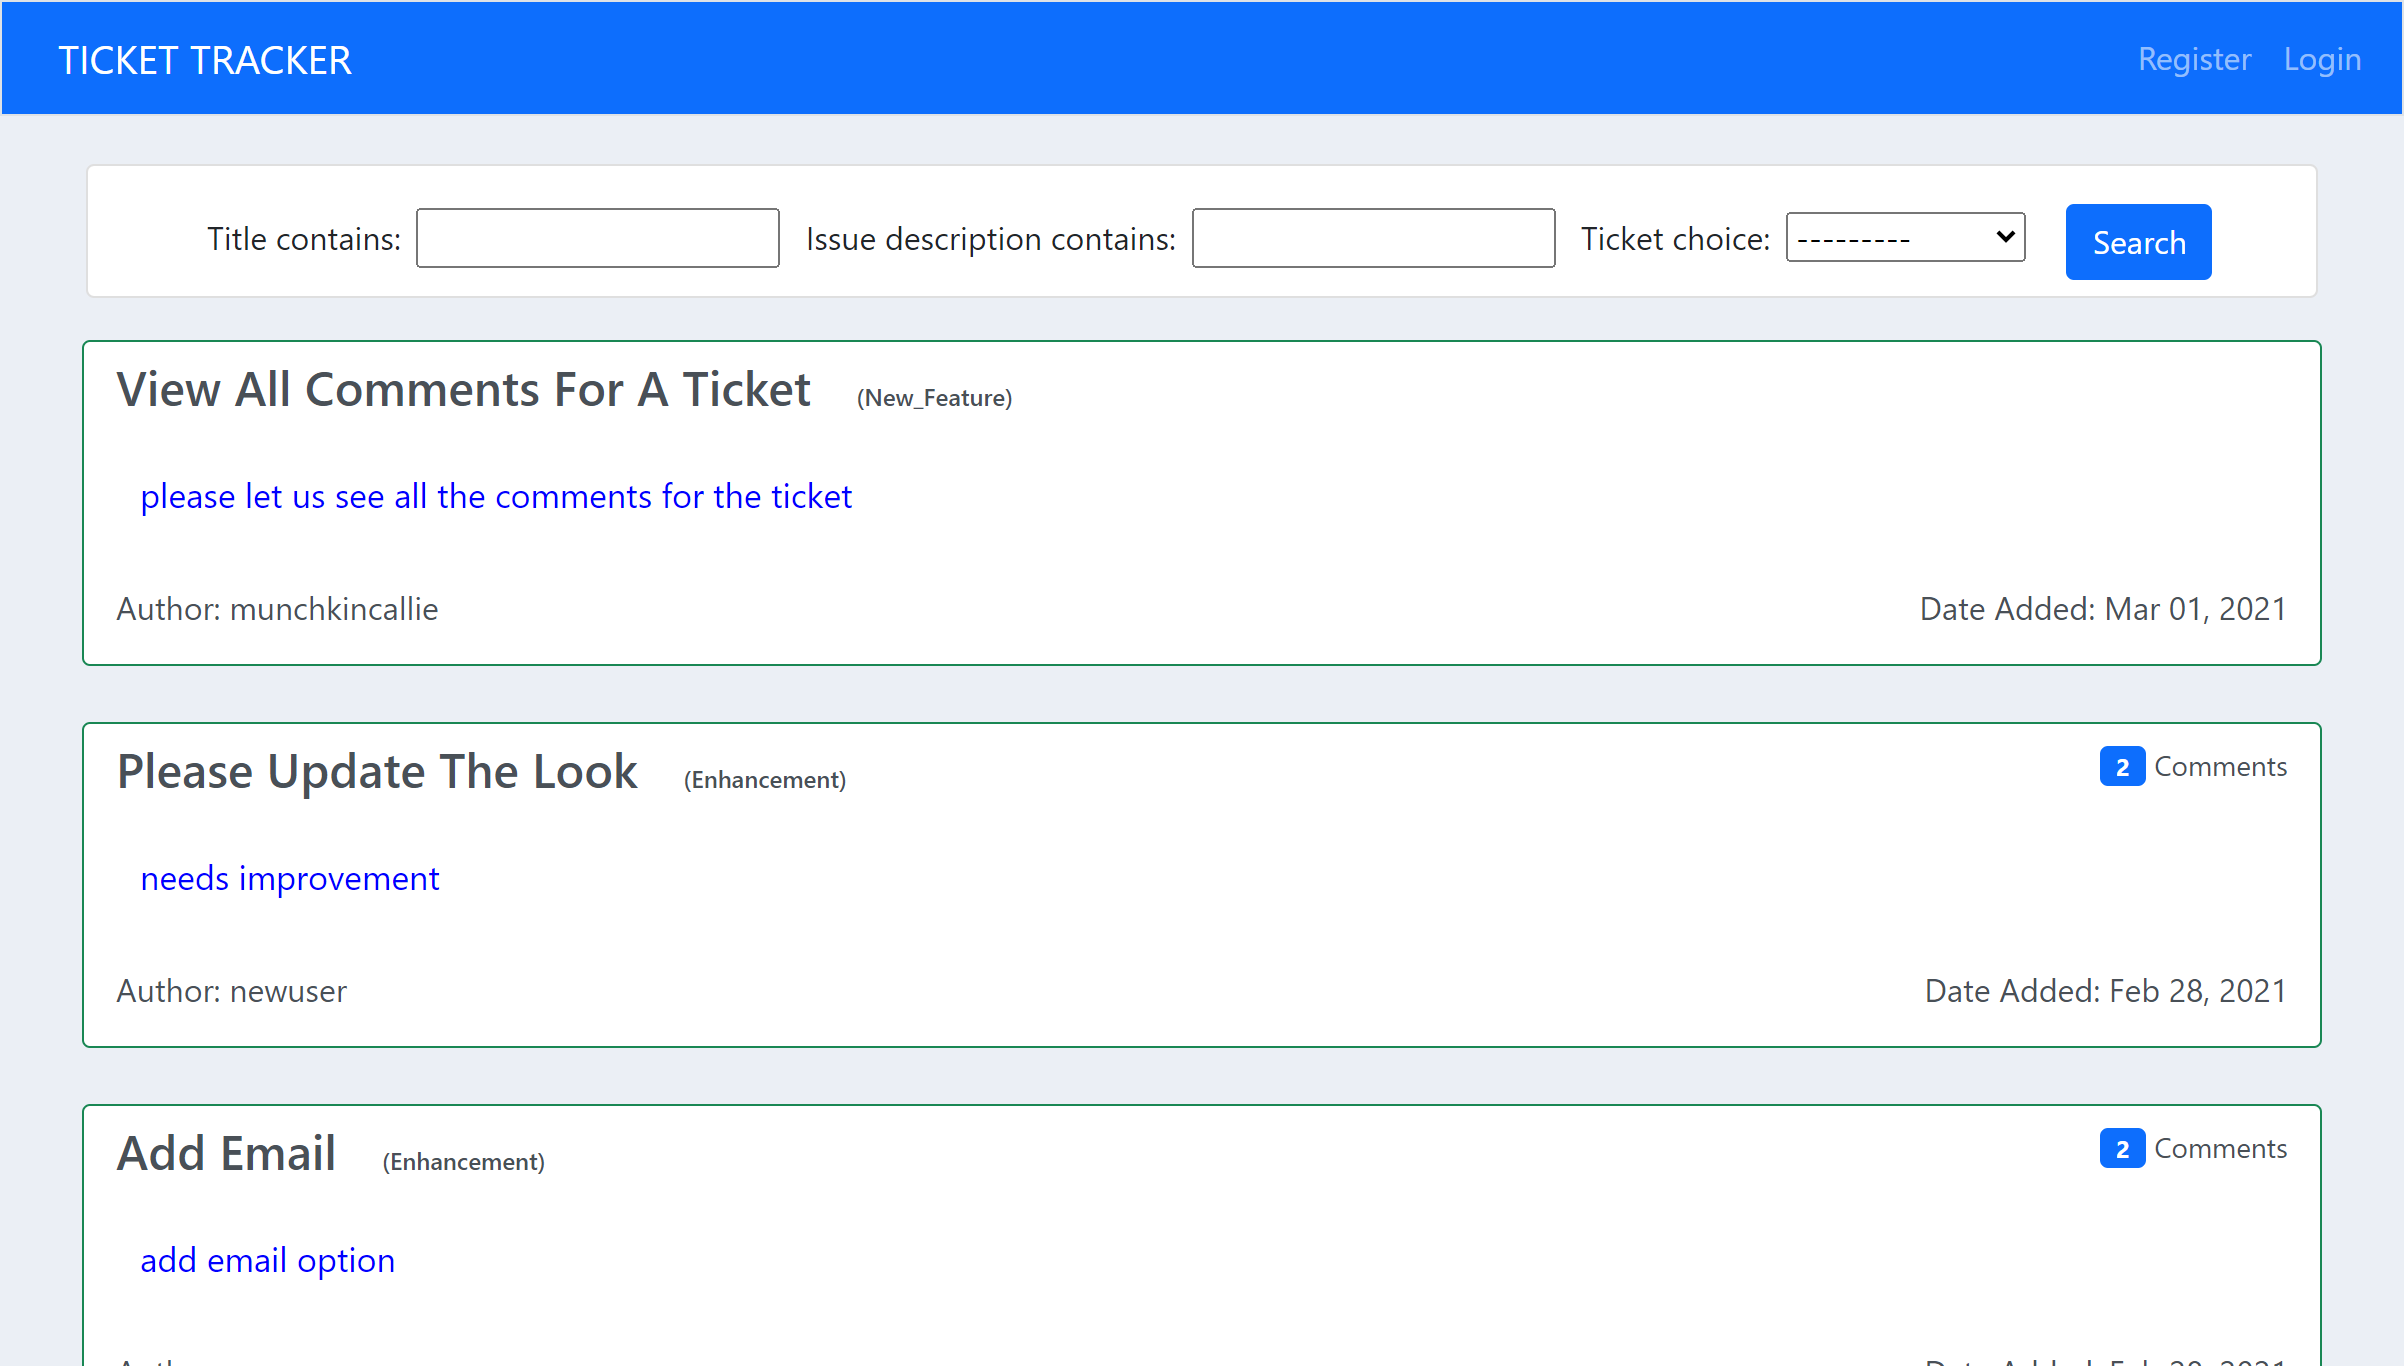 TICKET TRACKER Register Login
Title contains: Issue description contains: Ticket choice: --------- Search
View All Comments For A Ticket (New_Feature)
please let us see all the comments for the ticket
Author: munchkincallie Date Added: Mar 01, 2021
Please Update The Look (Enhancement) 2 Comments
needs improvement
Author: newuser Date Added: Feb 28, 2021
Add Email (Enhancement) 2 Comments
add email option